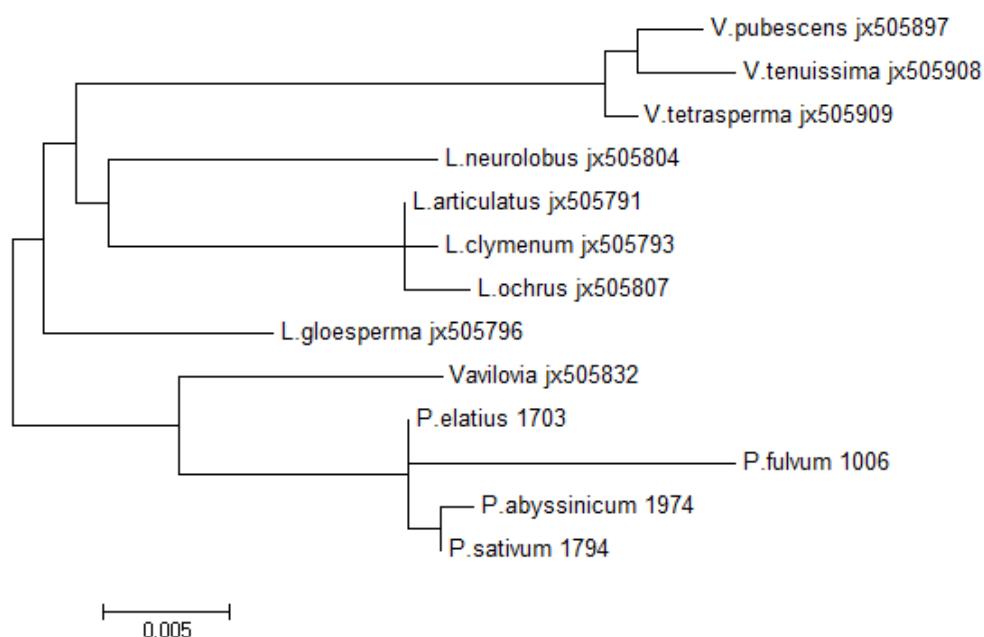 V.pubescens jx505897
V.tenuissima jx505908
V.tetrasperma jx505909
L.neurolobus jx505804
L.articulatus jx505791
L.clymenum jx505793
L.ochrus jx505807
L.gloesperma jx505796
Vavilovia jx505832
P.elatius 1703
P.fulvum 1006
P.abyssinicum 1974
P.sativum 1794
0.005